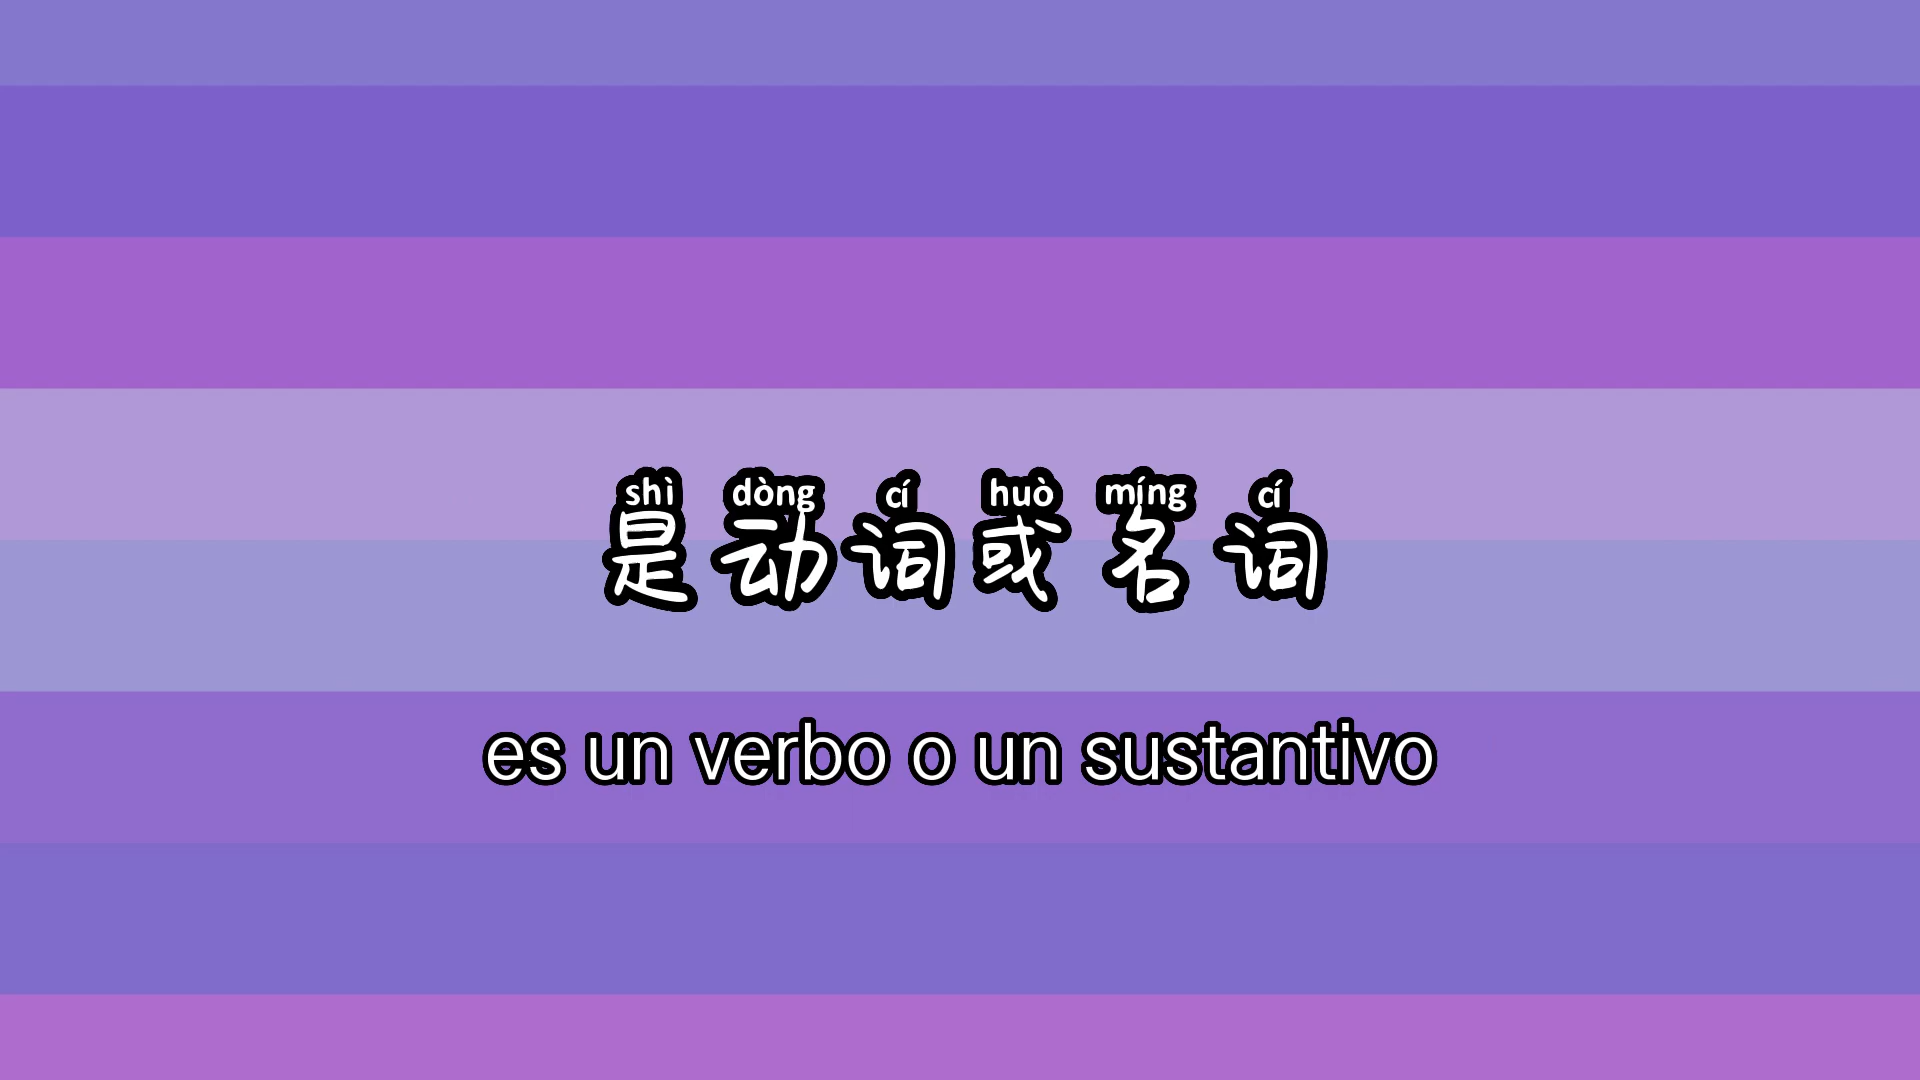 shì dòng cí huò míng cí
是动词或名词
es un verbo o un sustantivo